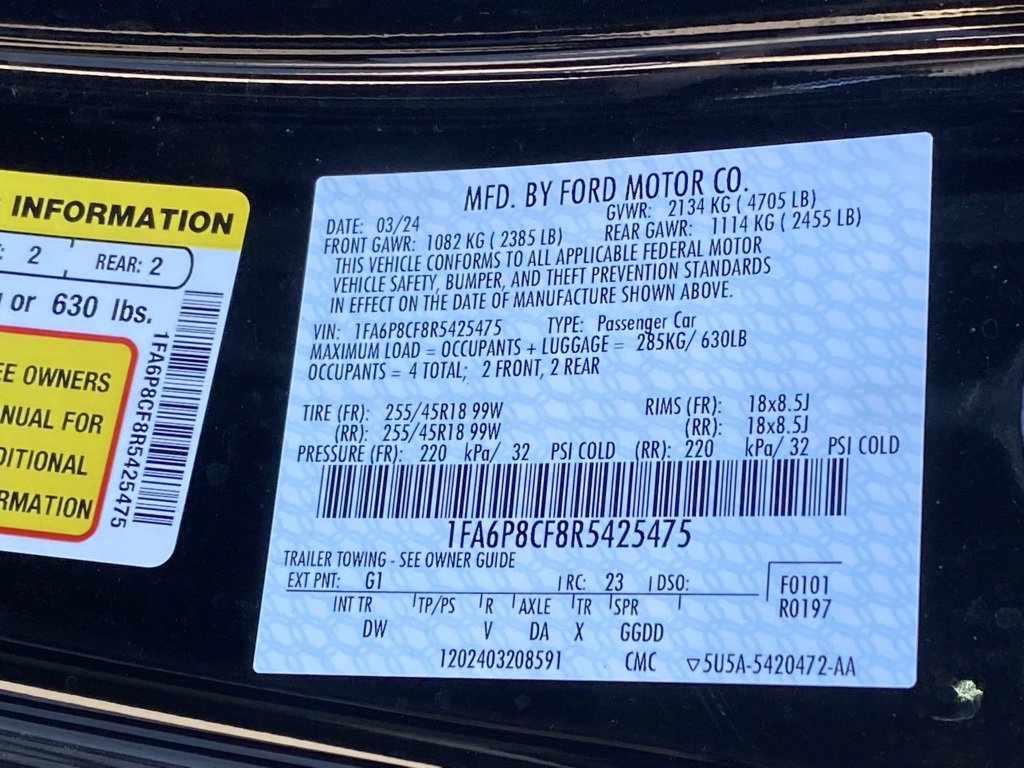 INFORMATION
2
REAR: 2
or 630 lbs.
OWNERS
FOR
1FA6P8CF8R5425475
MFD. BY FORD MOTOR CO.
DATE: 03/24 GVWR: 2134 KG ( 4705 LB)
FRONT GAWR: 1082 KG ( 2385 LB) REAR GAWR: 1114 KG ( 2455 LB)
THIS VEHICLE CONFORMS TO ALL APPLICABLE FEDERAL MOTOR
VEHICLE SAFETY, BUMPER, AND THEFT PREVENTION STANDARDS
IN EFFECT ON THE DATE OF MANUFACTURE SHOWN ABOVE.
VIN: 1FA6P8CF8R5425475 TYPE: Passenger Car
MAXIMUM LOAD = OCCUPANTS + LUGGAGE = 285KG/ 630LB
OCCUPANTS = 4 TOTAL; 2 FRONT, 2 REAR
TIRE (FR): 255/45R18 99W RIMS (FR): 18x8.5J
(RR): 255/45R18 99W (RR): 18x8.5J
PRESSURE (FR): 220 kPa/ 32 PSI COLD (RR): 220 kPa/ 32 PSI COLD
1FA6P8CF8R5425475
TRAILER TOWING - SEE OWNER GUIDE
EXT PNT: G1 RC: 23 DSO: F0101
INT TR TP/PS R AXLE TR SPR R0197
DW V DA X GGDD
1202403208591 CMC ▽5U5A-5420472-AA